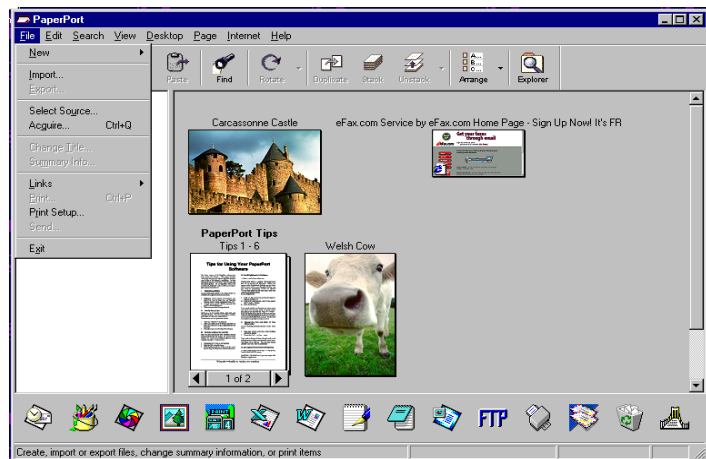 PaperPort
File Edit Search View Desktop Page Internet Help
New
Import...
Export...
Select Source...
Acquire... Ctrl+Q
Change Title...
Summary Info...
Links
Print... Ctrl+P
Print Setup...
Send...
Exit
Paste Find Rotate Duplicate Stack Unstack Arrange Explorer
Carcassonne Castle eFax.com Service by eFax.com Home Page - Sign Up Now! It's FR
Get your faxes
Through email
PaperPort Tips
Tips 1 - 6 Welsh Cow
Tips for Using Your PaperPort
Software
1 of 2
PRINT
FTP
Create, import or export files, change summary information, or print items